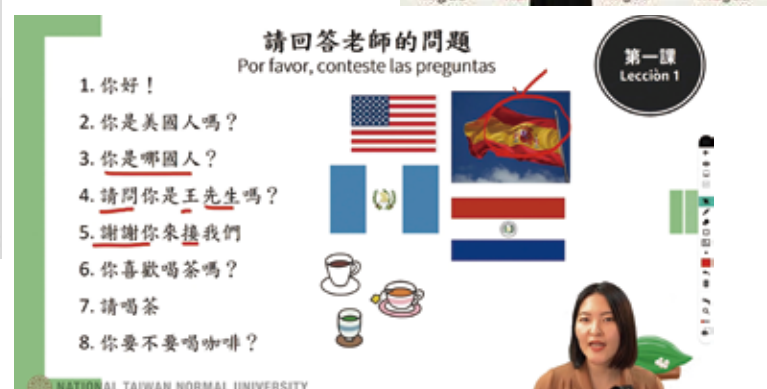 請回答老師的問題
Por favor, conteste las preguntas
第一課
Lecciòn 1
1. 你好！
2. 你是美國人嗎？
3. 你是哪國人？
4. 請問你是王先生嗎？
5. 謝謝你來接我們
6. 你喜歡喝茶嗎？
7. 請喝茶
8. 你要不要喝咖啡？
NATIONAL TAIWAN NORMAL UNIVERSITY